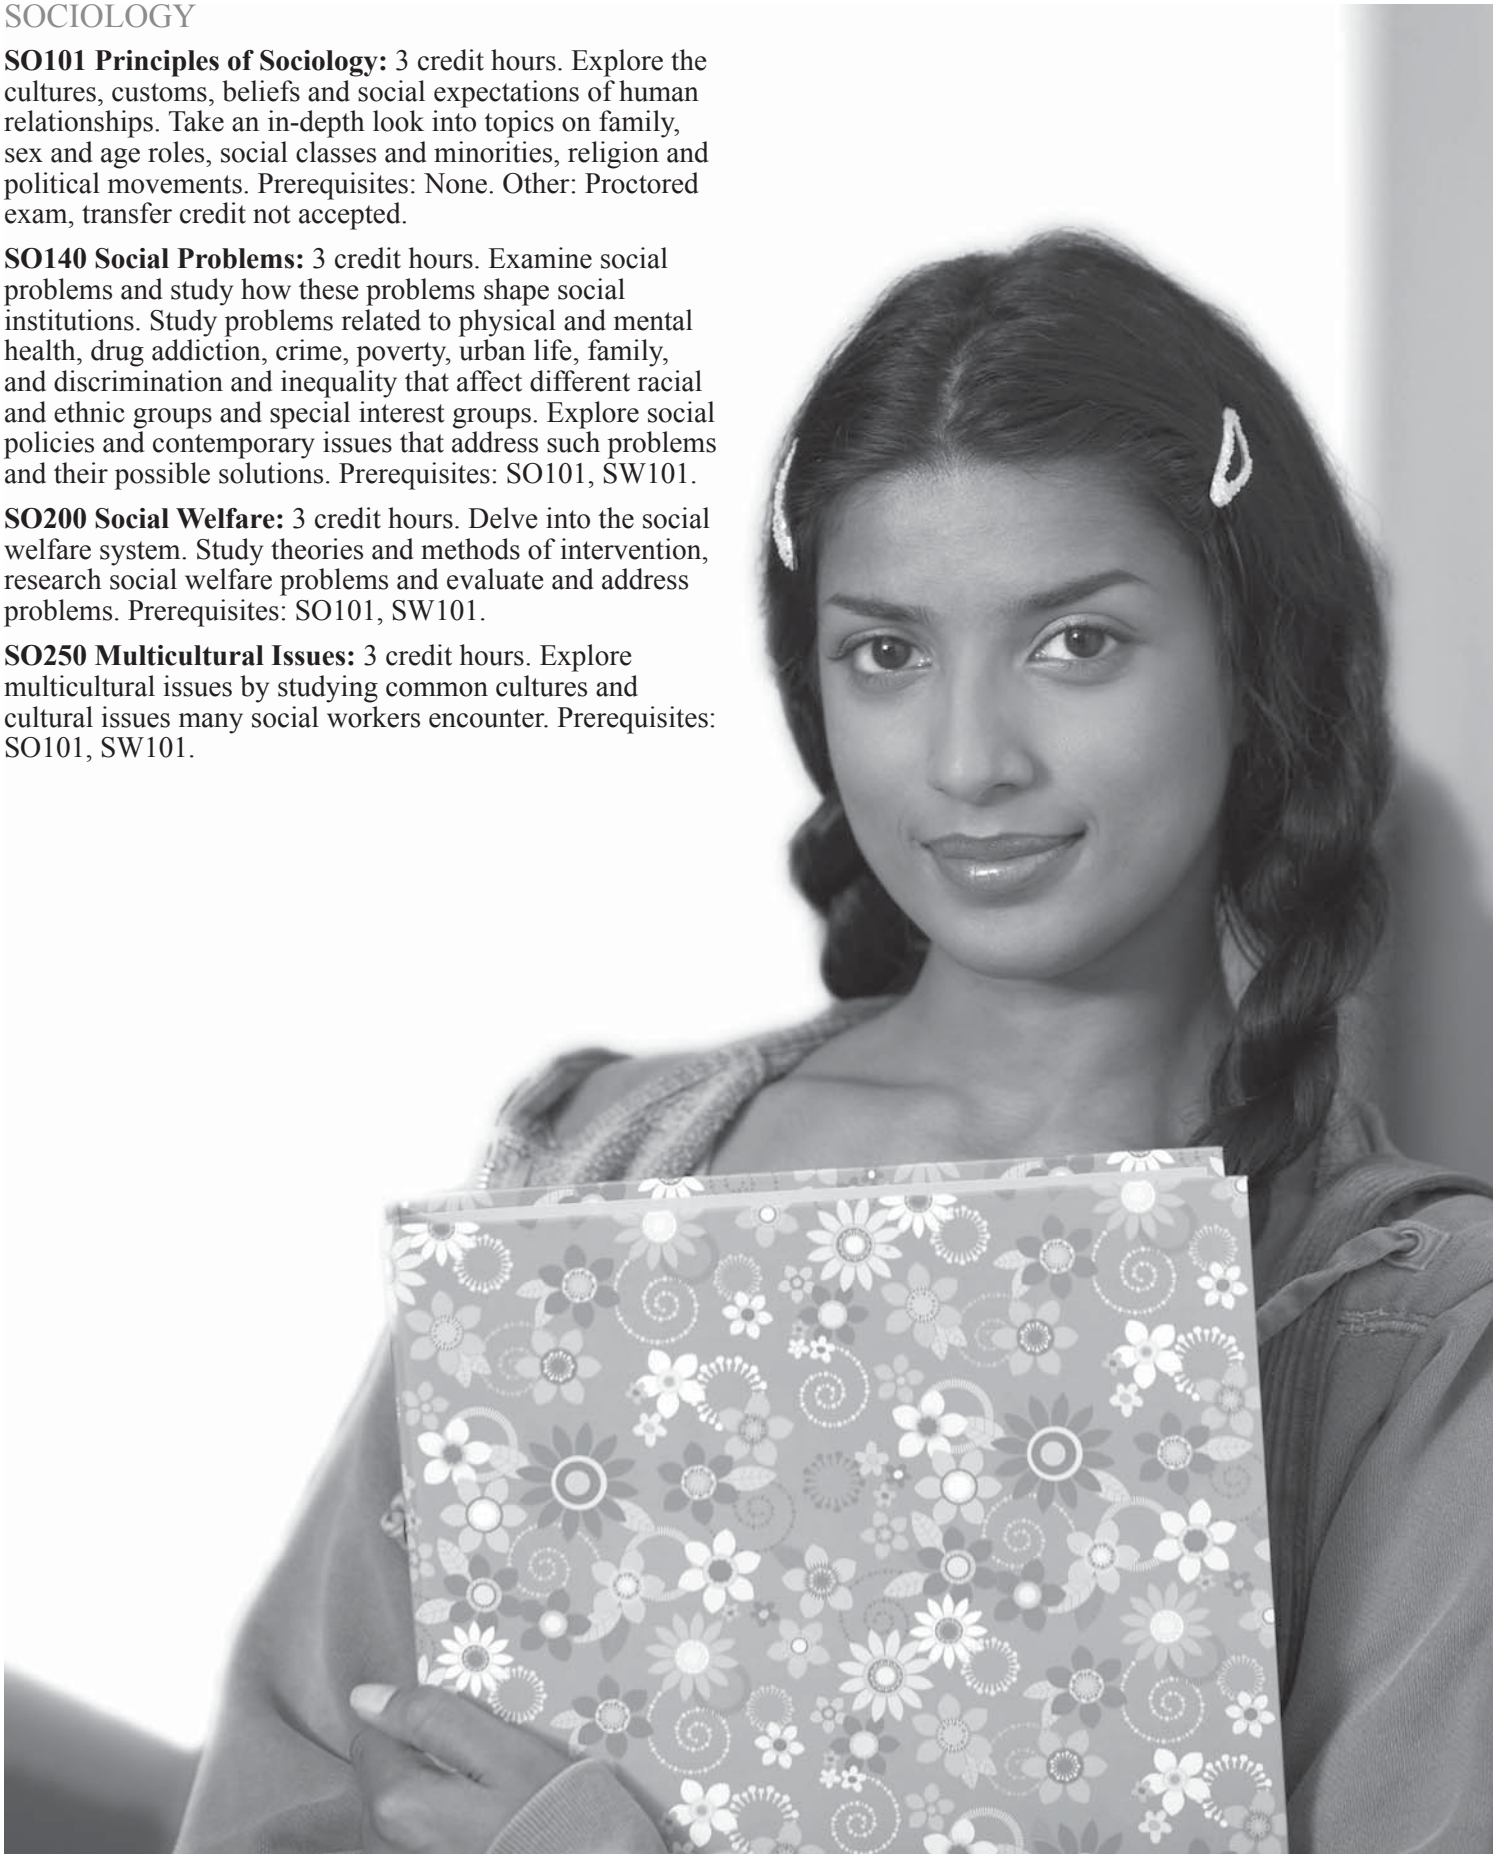 SOCIOLOGY
SO101 Principles of Sociology: 3 credit hours. Explore the
cultures, customs, beliefs and social expectations of human
relationships. Take an in-depth look into topics on family,
sex and age roles, social classes and minorities, religion and
political movements. Prerequisites: None. Other: Proctored
exam, transfer credit not accepted.
SO140 Social Problems: 3 credit hours. Examine social
problems and study how these problems shape social
institutions. Study problems related to physical and mental
health, drug addiction, crime, poverty, urban life, family,
and discrimination and inequality that affect different racial
and ethnic groups and special interest groups. Explore social
policies and contemporary issues that address such problems
and their possible solutions. Prerequisites: SO101, SW101.
SO200 Social Welfare: 3 credit hours. Delve into the social
welfare system. Study theories and methods of intervention,
research social welfare problems and evaluate and address
problems. Prerequisites: SO101, SW101.
SO250 Multicultural Issues: 3 credit hours. Explore
multicultural issues by studying common cultures and
cultural issues many social workers encounter. Prerequisites:
SO101, SW101.